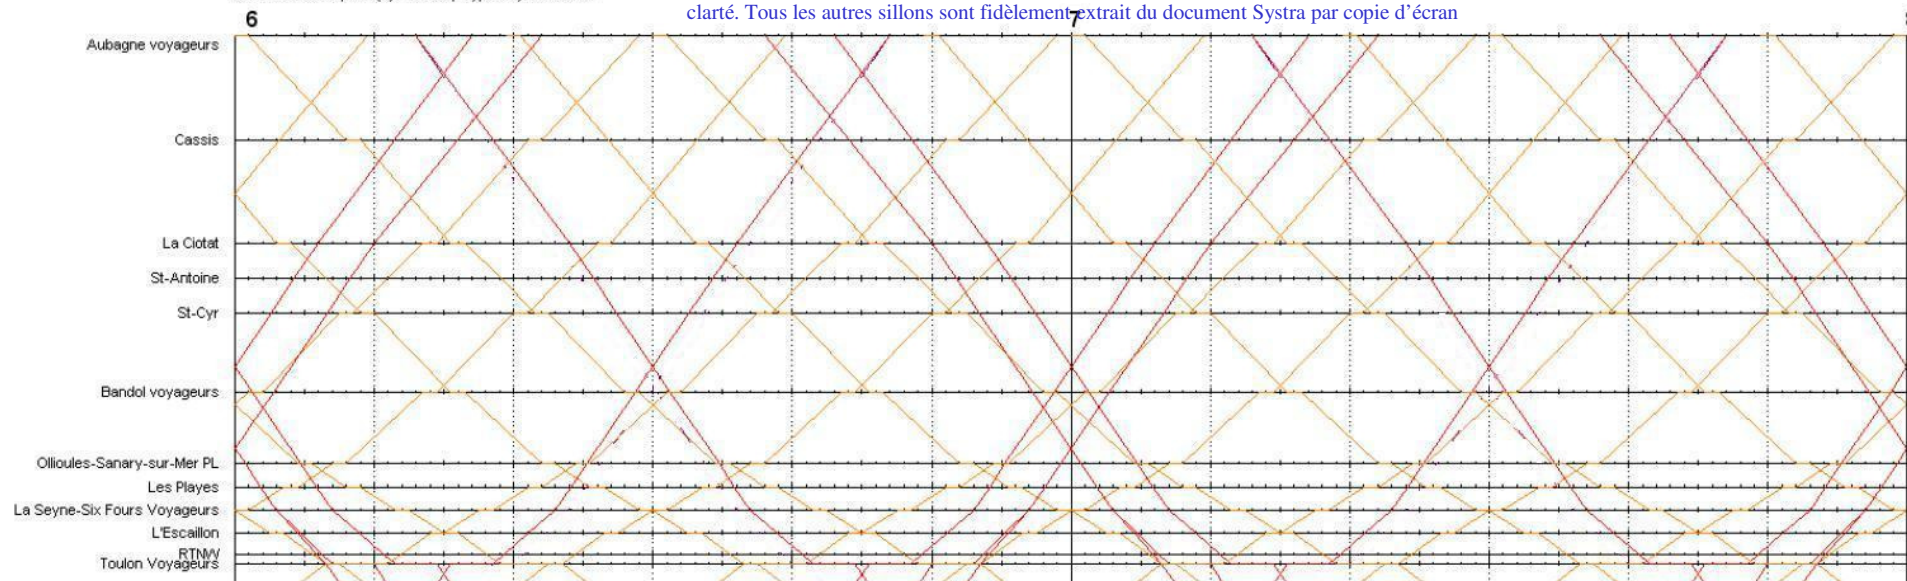 clarté. Tous les autres sillons sont fidèlement extrait du document Systra par copie d'écran
6
7
Aubagne voyageurs
Cassis
La Ciotat
St-Antoine
St-Cyr
Bandol voyageurs
Ollioules-Sanary-sur-Mer PL
Les Playes
La Seyne-Six Fours Voyageurs
L'Escaillon
RTNW
Toulon Voyageurs